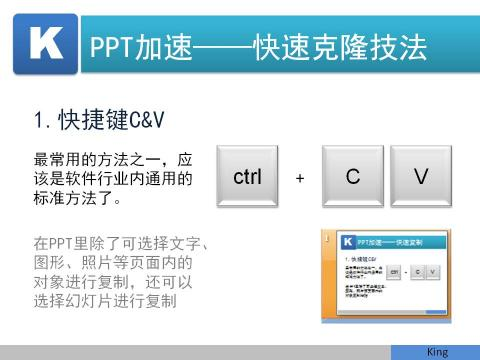 K
PPT加速——快速克隆技法
1.快捷键C&V
最常用的方法之一，应
该是软件行业内通用的
标准方法了。
ctrl + C V
在PPT里除了可选择文字、
图形、照片等页面内的
对象进行复制，还可以
选择幻灯片进行复制
K PPT加速——快速复制
1.快捷键C&V
ctrl + C V
King